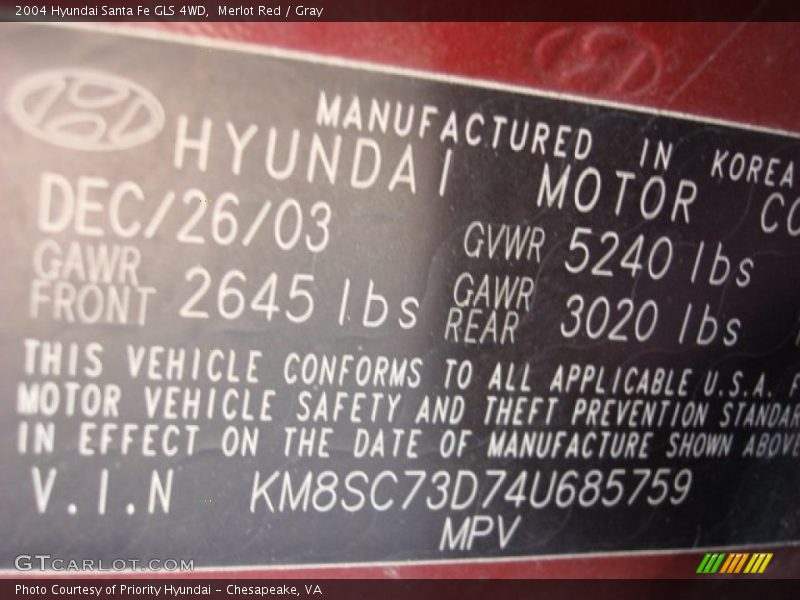 2004 Hyundai Santa Fe GLS 4WD, Merlot Red / Gray
MANUFACTURED IN KOREA
HYUNDAI MOTOR CO
DEC/26/03
GVWR 5240 lbs
GAWR FRONT 2645 lbs
GAWR REAR 3020 lbs
THIS VEHICLE CONFORMS TO ALL APPLICABLE U.S.A. F
MOTOR VEHICLE SAFETY AND THEFT PREVENTION STANDAR
IN EFFECT ON THE DATE OF MANUFACTURE SHOWN ABOVE
V.I.N KM8SC73D74U685759
MPV
GTCARLOT.COM
Photo Courtesy of Priority Hyundai - Chesapeake, VA